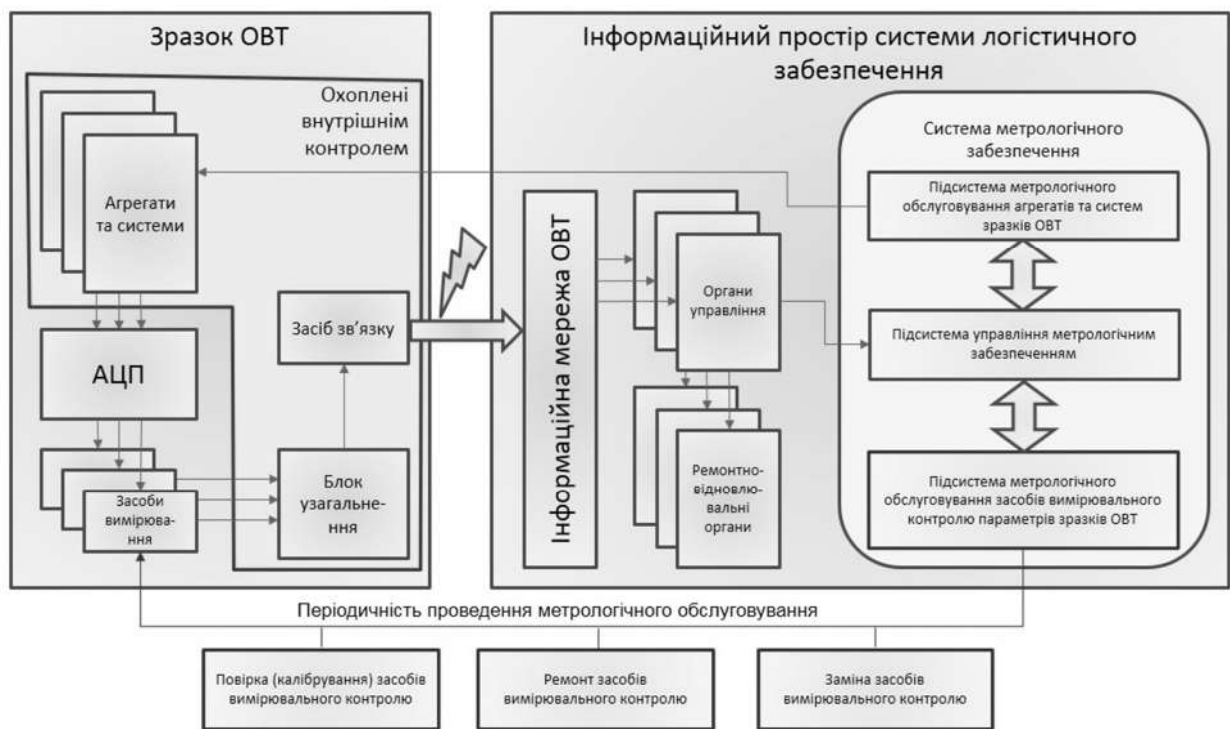 Зразок ОВТ
Охоплені
внутрішнім
контролем
Агрегати
та системи
АЦП
Засоби
вимірюва-
ння
Засіб зв’язку
Блок
узагальне-
ння
Інформаційний простір системи логістичного
забезпечення
Інформаційна мережа ОВТ
Органи
управління
Ремонтно-
відновлю-
вальні
органи
Система метрологічного
забезпечення
Підсистема метрологічного
обслуговування агрегатів та систем
зразків ОВТ
Підсистема управління метрологічним
забезпеченням
Підсистема метрологічного
обслуговування засобів вимірювального
контролю параметрів зразків ОВТ
Періодичність проведення метрологічного обслуговування
Повірка (калібрування) засобів
вимірювального контролю
Ремонт засобів
вимірювального контролю
Заміна засобів
вимірювального контролю